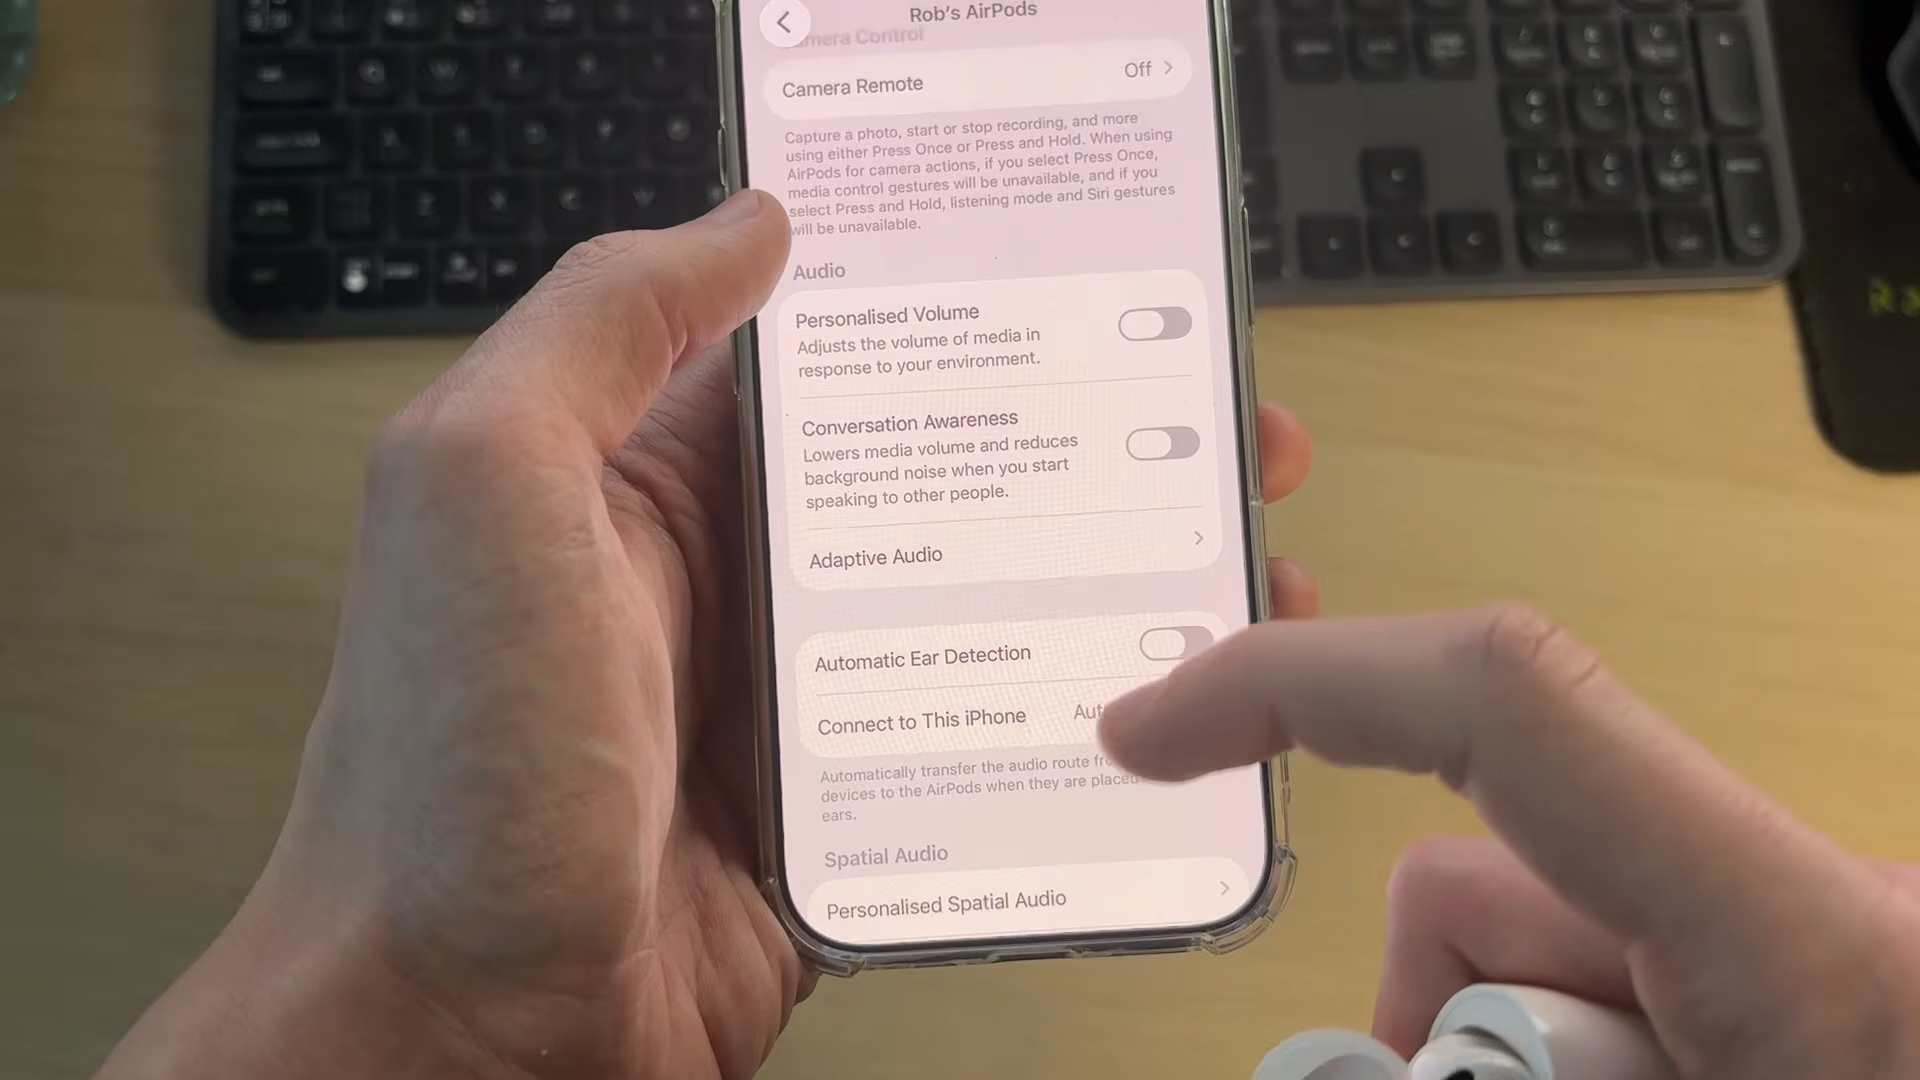 Rob's AirPods
Camera Remote
Off
Capture a photo, start or stop recording, and more
using either Press Once or Press and Hold. When using
AirPods for camera actions, if you select Press Once,
media control gestures will be unavailable, and if you
select Press and Hold, listening mode and Siri gestures
will be unavailable.
Audio
Personalised Volume
Adjusts the volume of media in
response to your environment.
Conversation Awareness
Lowers media volume and reduces
background noise when you start
speaking to other people.
Adaptive Audio
Automatic Ear Detection
Connect to This iPhone
Automatically transfer the audio route
devices to the AirPods when they are placed
ears.
Spatial Audio
Personalised Spatial Audio